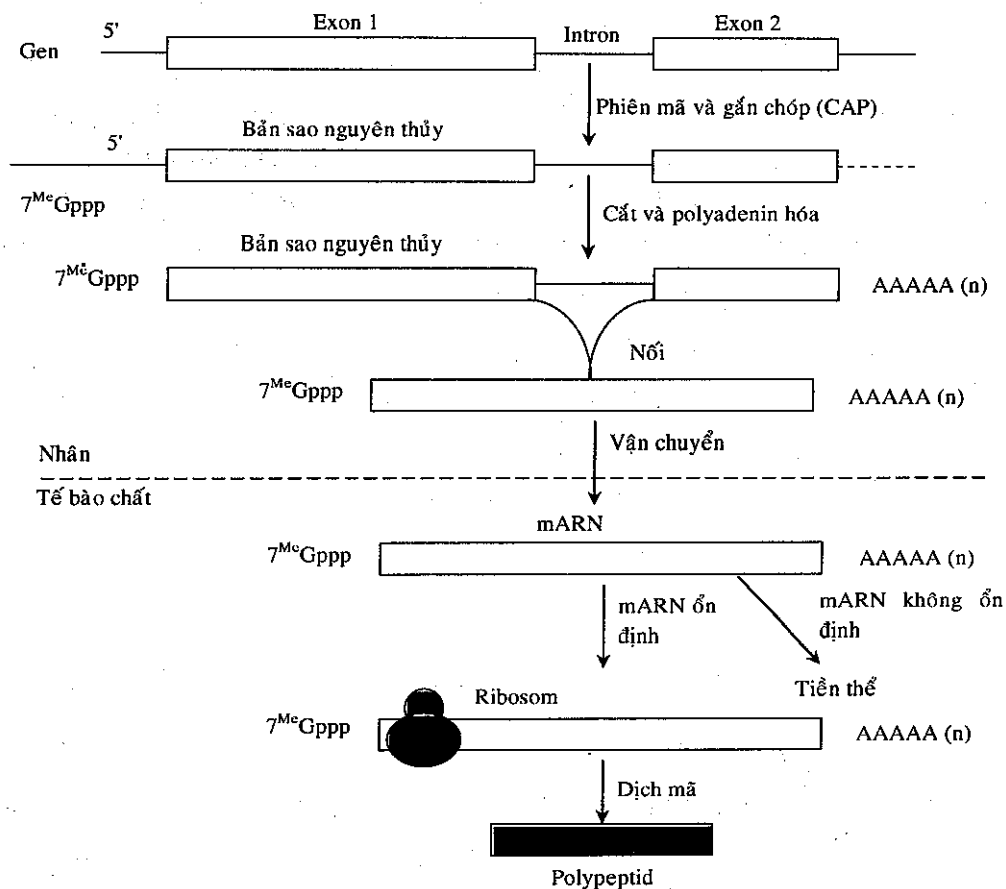 Gen
5'
Exon 1
Intron
Exon 2
Phiên mã và gắn chóp (CAP)
Bản sao nguyên thủy
5'
7MeGppp
Cắt và polyadenin hóa
Bản sao nguyên thủy
7MeGppp
AAAAA (n)
Nối
7MeGppp
AAAAA (n)
Vận chuyển
Nhân
Tế bào chất
mARN
7MeGppp
AAAAA (n)
mARN ổn
định
mARN không ổn
định
Tiền thể
Ribosom
7MeGppp
AAAAA (n)
Dịch mã
Polypeptid